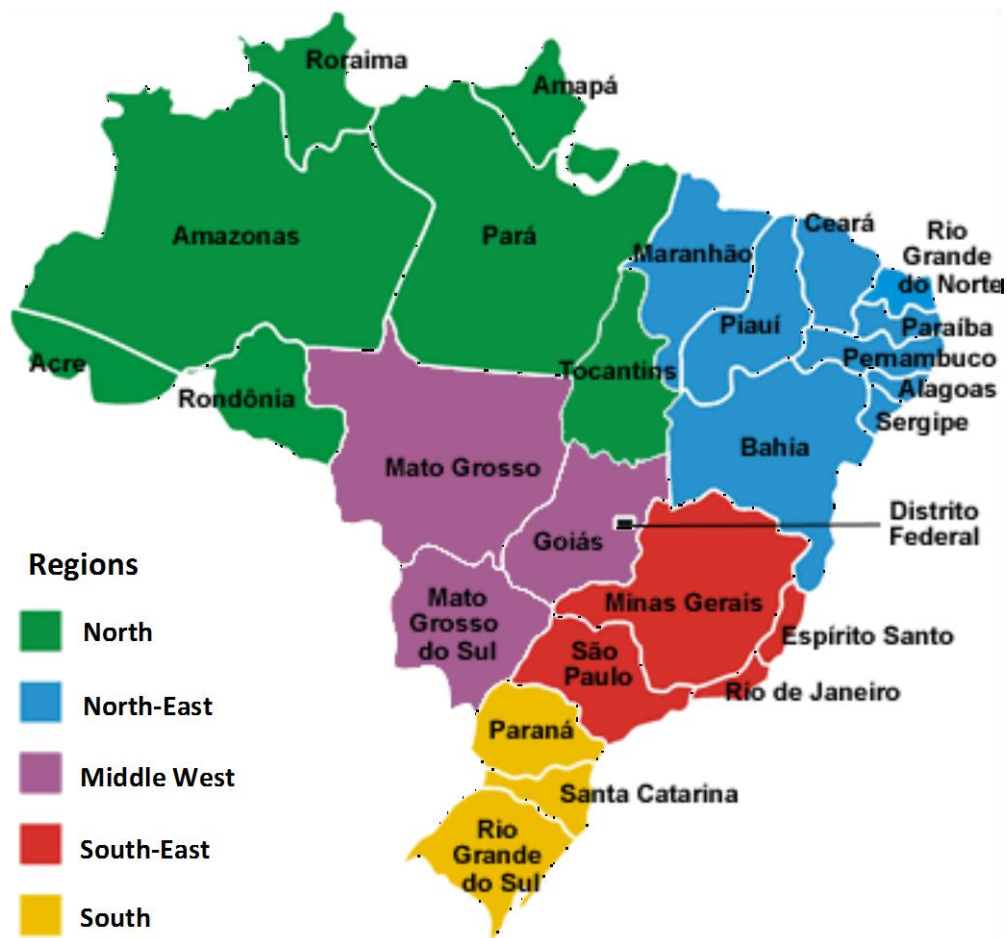 Roraima
Amapá
Amazonas
Pará
Maranhão
Ceará
Rio
Grande
do Norte
Piauí
Paraíba
Pernambuco
Alagoas
Sergipe
Acre
Rondônia
Tocantins
Bahia
Mato Grosso
Goiás
Distrito
Federal
Mato
Grosso
do Sul
Minas Gerais
Espírito Santo
São
Paulo
Rio de Janeiro
Paraná
Santa Catarina
Rio
Grande
do Sul
Regions
North
North-East
Middle West
South-East
South